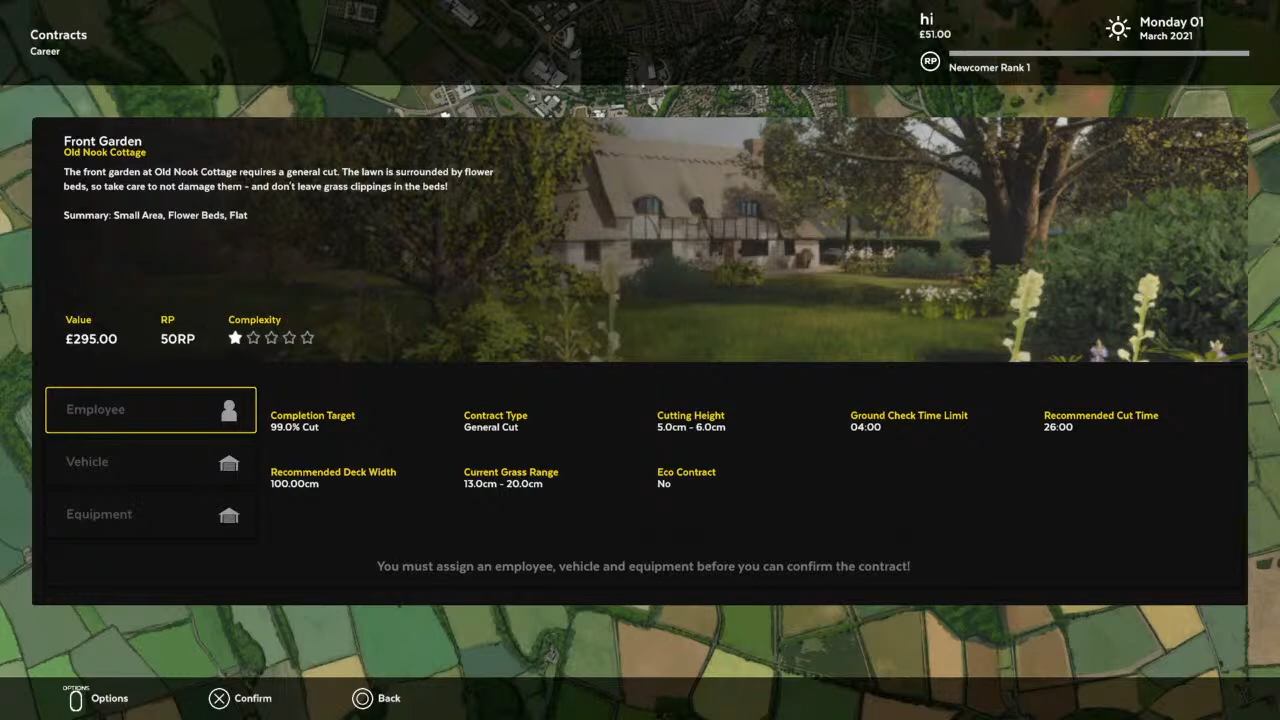 Contracts
Career
hi
£51.00
Monday 01
March 2021
RP
Newcomer Rank 1
Front Garden
Old Nook Cottage
The front garden at Old Nook Cottage requires a general cut. The lawn is surrounded by flower
beds, so take care to not damage them - and don't leave grass clippings in the beds!
Summary: Small Area, Flower Beds, Flat
Value
RP
Complexity
£295.00
50RP
Employee
Vehicle
Equipment
Completion Target
99.0% Cut
Contract Type
General Cut
Cutting Height
5.0cm - 6.0cm
Ground Check Time Limit
04:00
Recommended Cut Time
26:00
Recommended Deck Width
100.00cm
Current Grass Range
13.0cm - 20.0cm
Eco Contract
No
You must assign an employee, vehicle and equipment before you can confirm the contract!
OPTIONS
Options
Confirm
Back